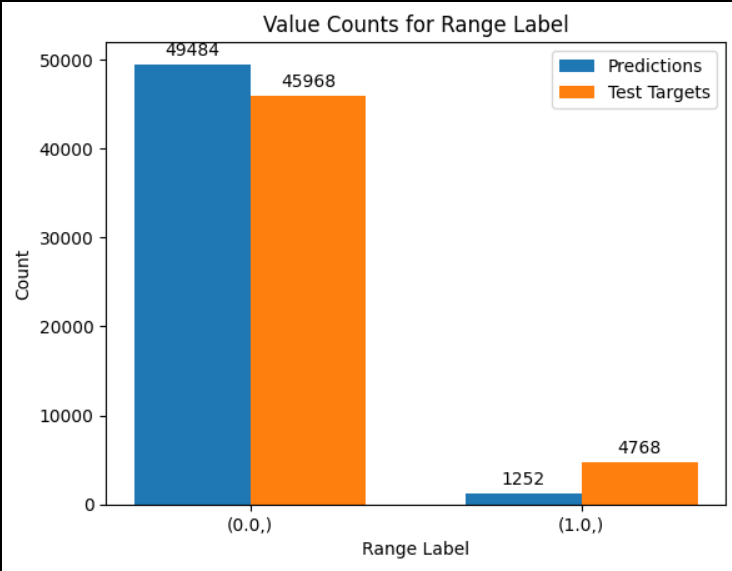 Value Counts for Range Label
49484
45968
1252
4768
Predictions
Test Targets
50000
40000
30000
20000
10000
0
Count
(0.0,)
(1.0,)
Range Label